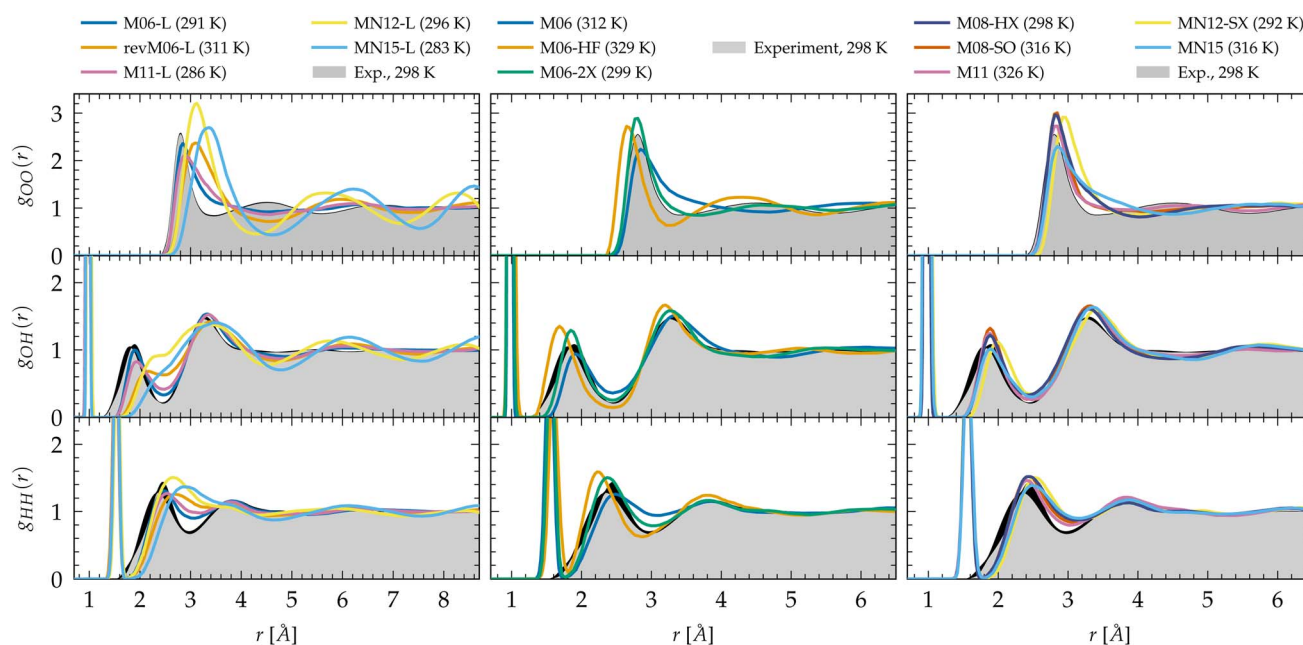 M06-L (291 K) MN12-L (296 K) M06 (312 K) M08-HX (298 K) MN12-SX (292 K)
revM06-L (311 K) MN15-L (283 K) M06-HF (329 K) Experiment, 298 K M08-SO (316 K) MN15 (316 K)
M11-L (286 K) Exp., 298 K M06-2X (299 K) M11 (326 K) Exp., 298 K
3
2
1
0
gOO(r)
2
1
0
gOH(r)
2
1
0
gHH(r)
1 2 3 4 5 6 7 8 1 2 3 4 5 6 1 2 3 4 5 6
r [Å] r [Å] r [Å]